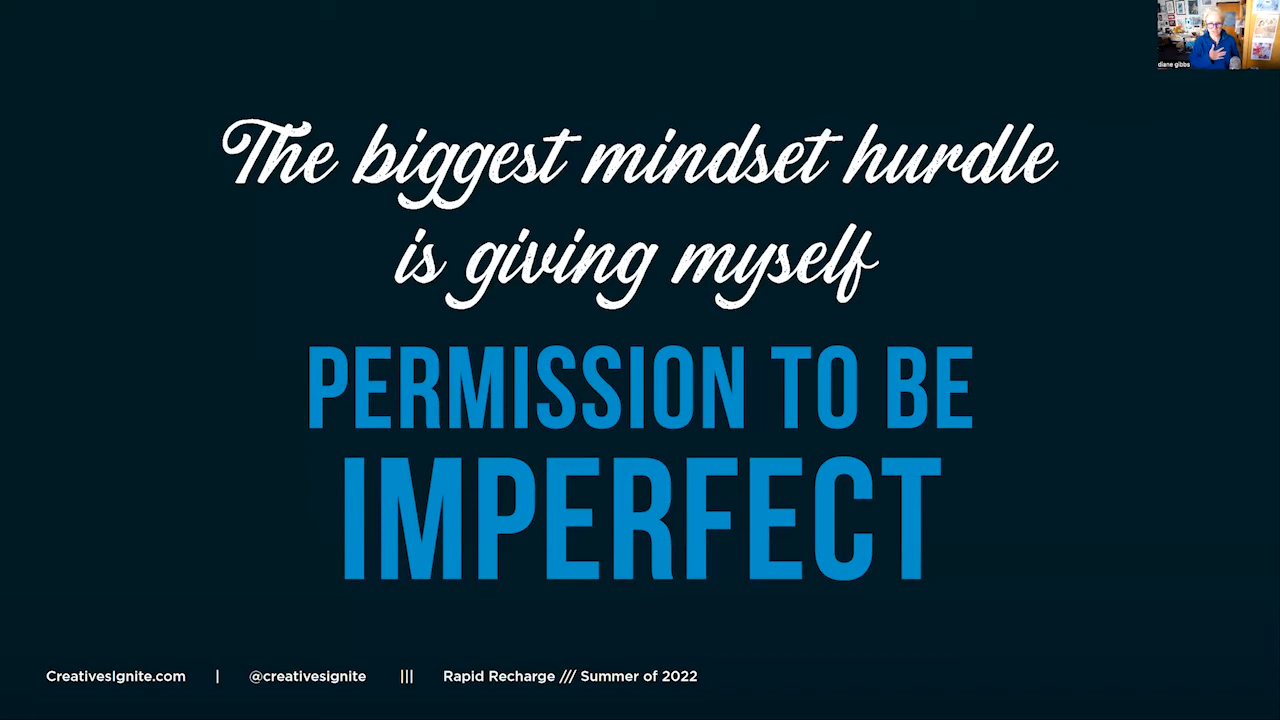 diane gibbs
The biggest mindset hurdle
is giving myself
PERMISSION TO BE
IMPERFECT
CreativesIgnite.com | @creativesignite ||| Rapid Recharge /// Summer of 2022